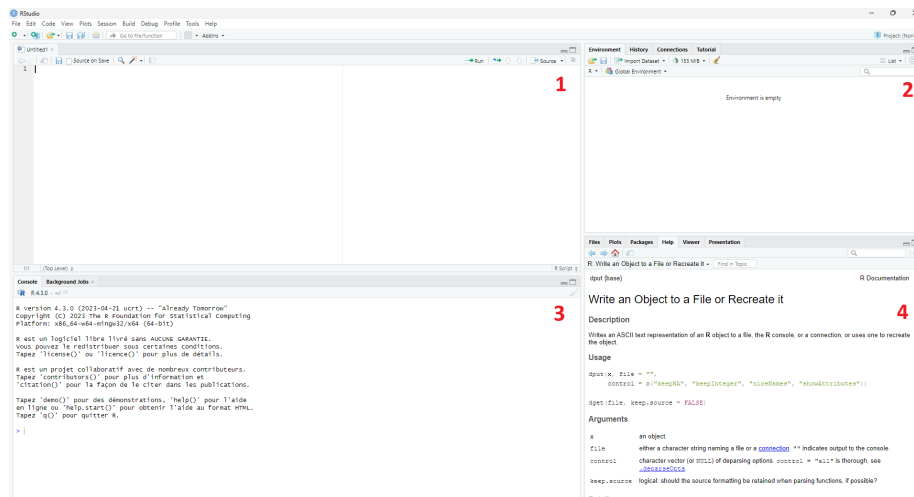 RStudio
File Edit Code View Plots Session Build Debug Profile Tools Help
Go to file/function Addins
Project: (Non
Untitled1
Source on Save Run Source
1
1
1:1 (Top Level) R Script
Console Background Jobs
R 4.3.0 · ~/
R version 4.3.0 (2023-04-21 ucrt) -- "Already Tomorrow"
Copyright (C) 2023 The R Foundation for Statistical Computing
Platform: x86_64-w64-mingw32/x64 (64-bit)
R est un logiciel libre livré sans AUCUNE GARANTIE.
Vous pouvez le redistribuer sous certaines conditions.
Tapez 'license()' ou 'licence()' pour plus de détails.
R est un projet collaboratif avec de nombreux contributeurs.
Tapez 'contributors()' pour plus d'information et
'citation()' pour la façon de le citer dans les publications.
Tapez 'demo()' pour des démonstrations, 'help()' pour l'aide
en ligne ou 'help.start()' pour obtenir l'aide au format HTML.
Tapez 'q()' pour quitter R.
>
3
Environment History Connections Tutorial
Import Dataset 153 MiB List
R Global Environment
2
Environment is empty
Files Plots Packages Help Viewer Presentation
R: Write an Object to a File or Recreate it Find in Topic
dput {base} R Documentation
4
Write an Object to a File or Recreate it
Description
Writes an ASCII text representation of an R object to a file, the R console, or a connection, or uses one to recreate
the object.
Usage
dput(x, file = "",
control = c("keepNA", "keepInteger", "niceNames", "showAttributes"))
dget(file, keep.source = FALSE)
Arguments
x an object.
file either a character string naming a file or a connection. "" indicates output to the console.
control character vector (or NULL) of deparsing options. control = "all" is thorough, see
.deparseOpts.
keep.source logical: should the source formatting be retained when parsing functions, if possible?